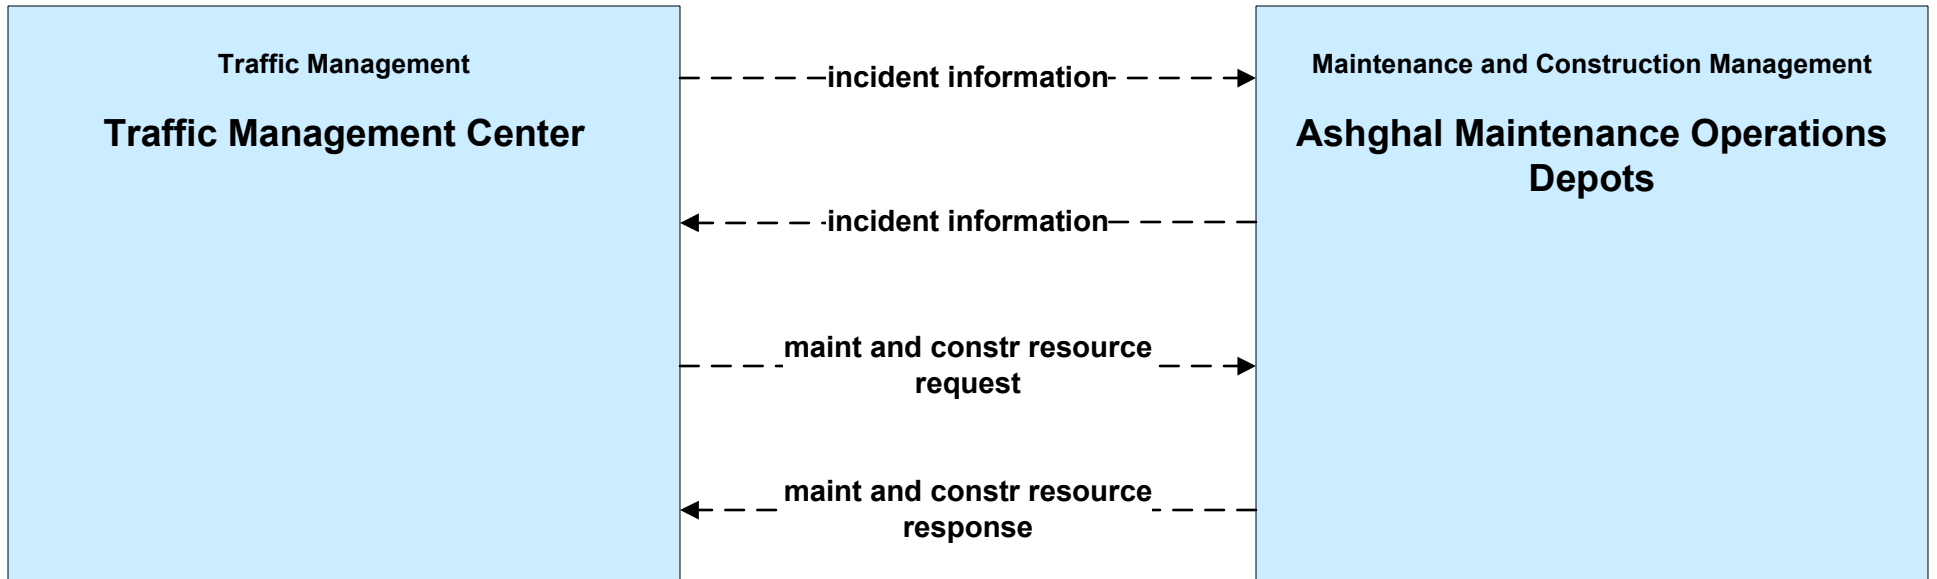 Traffic Management
Traffic Management Center
incident information
incident information
maint and constr resource
request
maint and constr resource
response
Maintenance and Construction Management
Ashghal Maintenance Operations
Depots